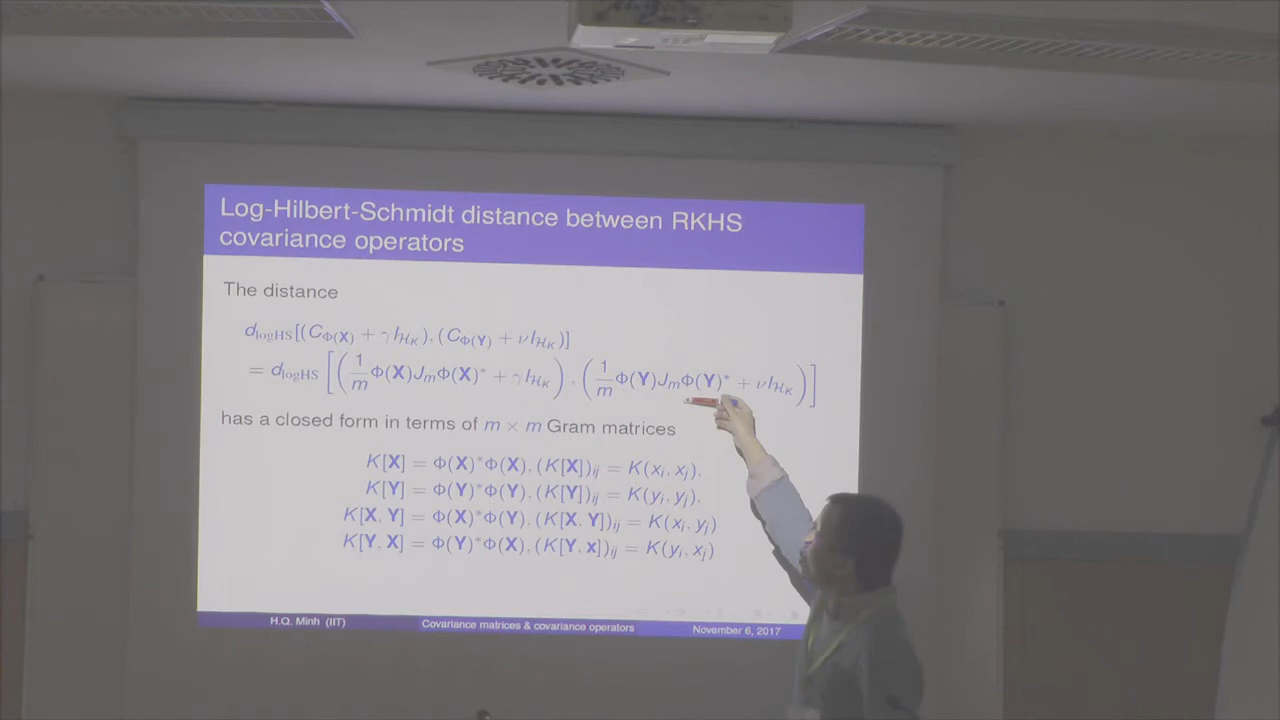 Log-Hilbert-Schmidt distance between RKHS
covariance operators
The distance
d_logHS[(C_Φ(X) + γI_H_K), (C_Φ(Y) + νI_H_K)]
= d_logHS [(1/m Φ(X)J_mΦ(X)* + γI_H_K), (1/m Φ(Y)J_mΦ(Y)* + νI_H_K)]
has a closed form in terms of m × m Gram matrices
K[X] = Φ(X)*Φ(X), (K[X])_ij = K(x_i, x_j),
K[Y] = Φ(Y)*Φ(Y), (K[Y])_ij = K(y_i, y_j),
K[X, Y] = Φ(X)*Φ(Y), (K[X, Y])_ij = K(x_i, y_j)
K[Y, X] = Φ(Y)*Φ(X), (K[Y, x])_ij = K(y_i, x_j)
H.Q. Minh (IIT) Covariance matrices & covariance operators November 6, 2017